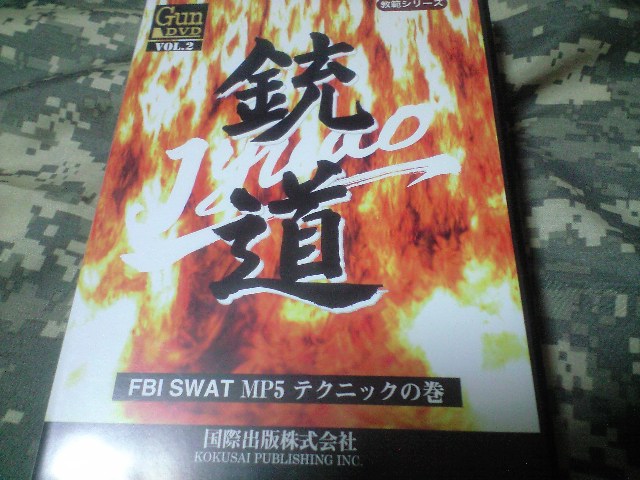 Gun
DVD
VOL.2
教範シリーズ
銃道
Jyudo
FBI SWAT MP5 テクニックの巻
国際出版株式会社
KOKUSAI PUBLISHING INC.